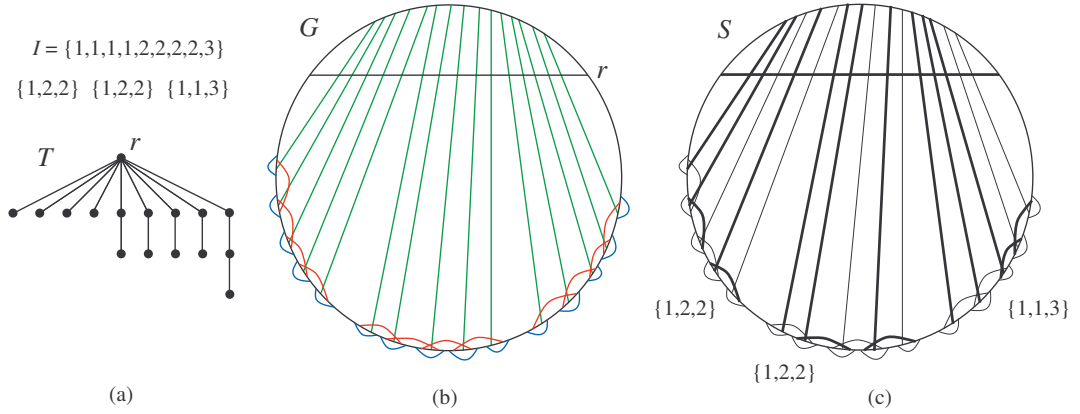 I = {1,1,1,1,2,2,2,2,3}
{1,2,2} {1,2,2} {1,1,3}
T
r
(a)
G
r
(b)
S
{1,2,2}
{1,2,2}
{1,1,3}
(c)